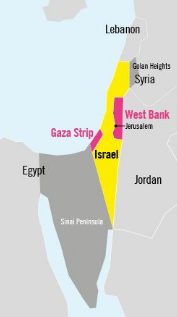 Lebanon
Golan Heights
Syria
West Bank
Jerusalem
Gaza Strip
Israel
Egypt
Jordan
Sinai Peninsula